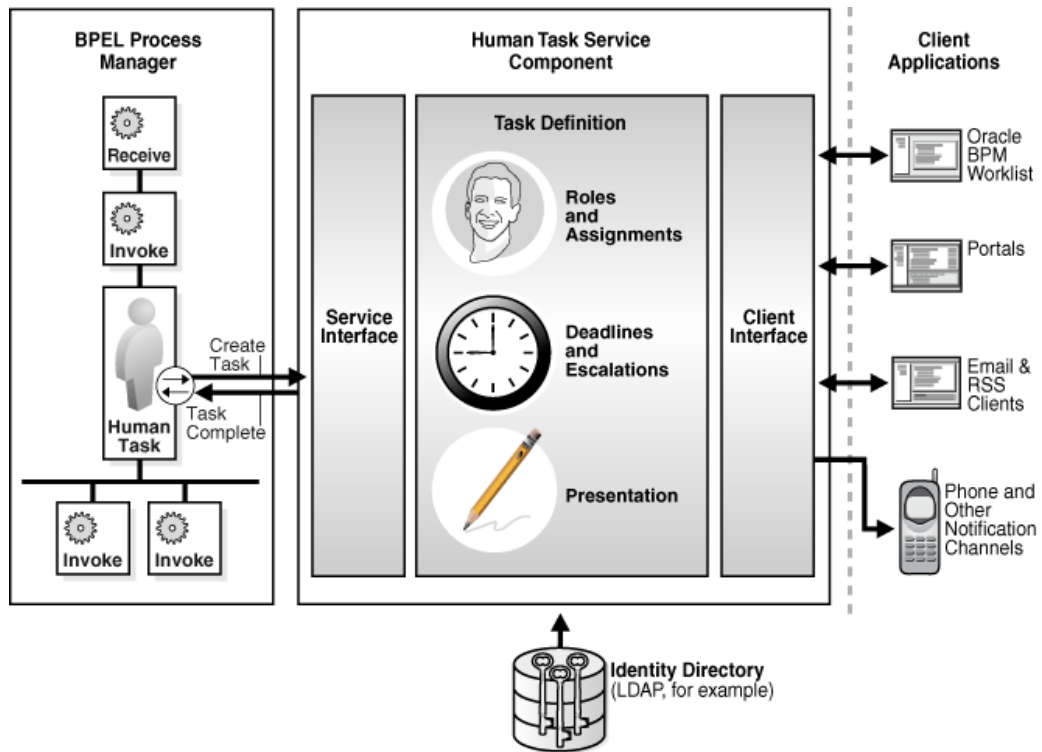 BPEL Process
Manager
Receive
Invoke
Human
Task
Invoke
Invoke
Create
Task
Task
Complete
Human Task Service
Component
Service
Interface
Task Definition
Roles
and
Assignments
Deadlines
and
Escalations
Presentation
Client
Interface
Client
Applications
Oracle
BPM
Worklist
Portals
Email &
RSS
Clients
Phone and
Other
Notification
Channels
Identity Directory
(LDAP, for example)